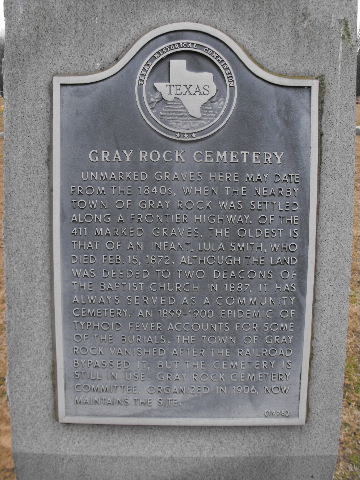 TEXAS HISTORICAL COMMISSION
TEXAS
GRAY ROCK CEMETERY
UNMARKED GRAVES HERE MAY DATE
FROM THE 1840s, WHEN THE NEARBY
TOWN OF GRAY ROCK WAS SETTLED
ALONG A FRONTIER HIGHWAY. OF THE
411 MARKED GRAVES, THE OLDEST IS
THAT OF AN INFANT, LULA SMITH, WHO
DIED FEB. 15, 1872. ALTHOUGH THE LAND
WAS DEEDED TO TWO DEACONS OF
THE BAPTIST CHURCH IN 1887, IT HAS
ALWAYS SERVED AS A COMMUNITY
CEMETERY. AN 1899-1900 EPIDEMIC OF
TYPHOID FEVER ACCOUNTS FOR SOME
OF THE BURIALS. THE TOWN OF GRAY
ROCK VANISHED AFTER THE RAILROAD
BYPASSED IT, BUT THE CEMETERY IS
STILL IN USE. GRAY ROCK CEMETERY
COMMITTEE, ORGANIZED IN 1906, NOW
MAINTAINS THE SITE.